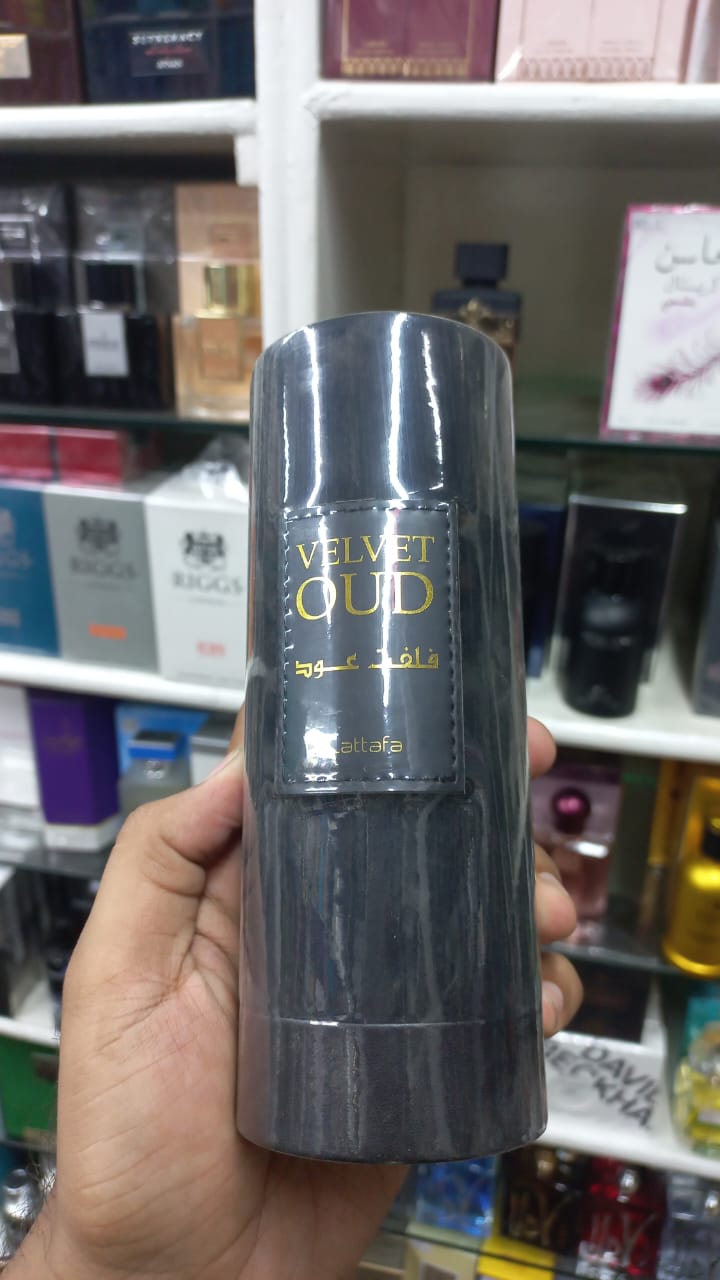 VELVET
OUD
فلفت عود
Lattafa
RIGGS
RIGGS
DAVID
BECKHA